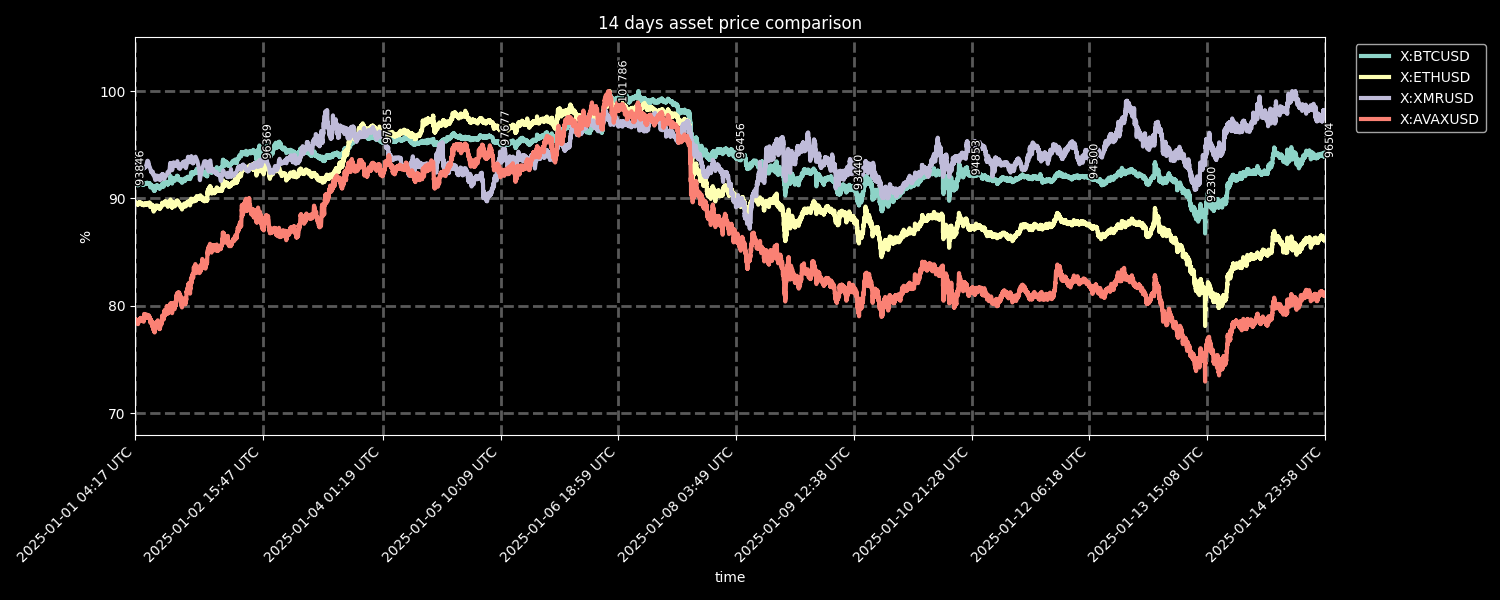 14 days asset price comparison
X:BTCUSD
X:ETHUSD
X:XMRUSD
X:AVAXUSD
100
90
80
70
%
93846
96369
97855
97677
101786
96456
93440
94853
94500
92300
96504
2025-01-01 04:17 UTC
2025-01-02 15:47 UTC
2025-01-04 01:19 UTC
2025-01-05 10:09 UTC
2025-01-06 18:59 UTC
2025-01-08 03:49 UTC
2025-01-09 12:38 UTC
2025-01-10 21:28 UTC
2025-01-12 06:18 UTC
2025-01-13 15:08 UTC
2025-01-14 23:58 UTC
time